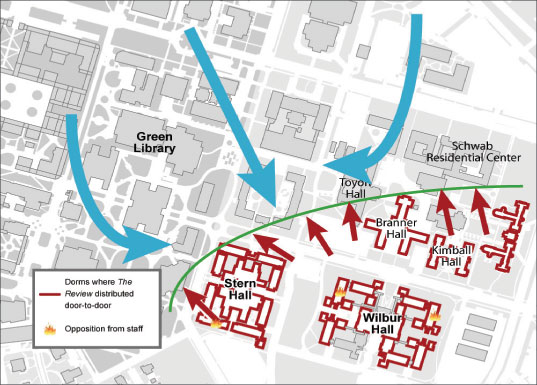 Green
Library
Schwab
Residential Center
Toyon
Hall
Branner
Hall
Kimball
Hall
Stern
Hall
Wilbur
Hall
Dorms where The
Review distributed
door-to-door
Opposition from staff